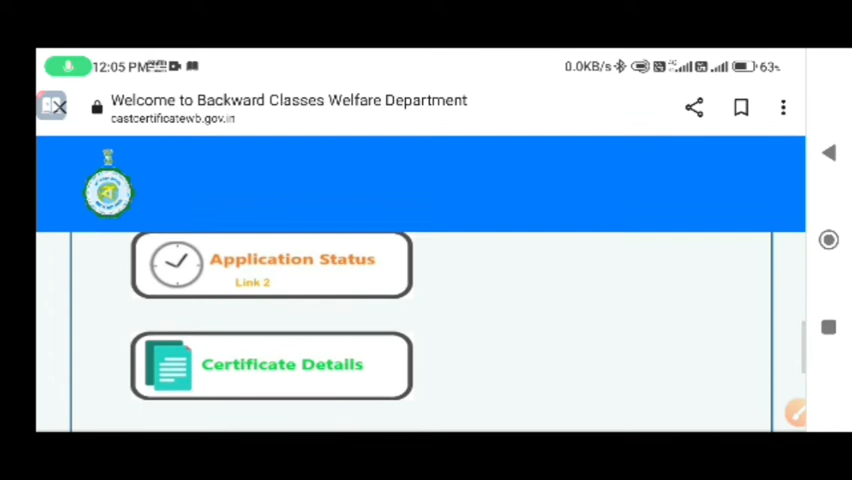 12:05 PM
0.0KB/s
63%
Welcome to Backward Classes Welfare Department
castcertificatewb.gov.in
Application Status
Link 2
Certificate Details